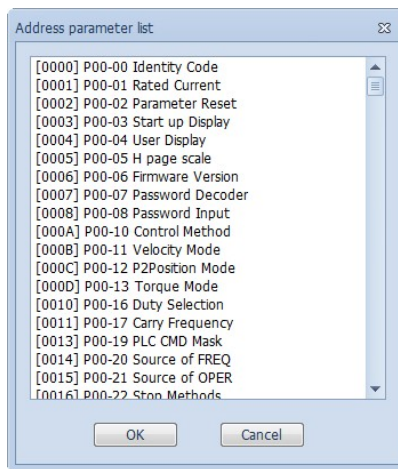 Address parameter list
[0000] P00-00 Identity Code
[0001] P00-01 Rated Current
[0002] P00-02 Parameter Reset
[0003] P00-03 Start up Display
[0004] P00-04 User Display
[0005] P00-05 H page scale
[0006] P00-06 Firmware Version
[0007] P00-07 Password Decoder
[0008] P00-08 Password Input
[000A] P00-10 Control Method
[000B] P00-11 Velocity Mode
[000C] P00-12 P2Position Mode
[000D] P00-13 Torque Mode
[0010] P00-16 Duty Selection
[0011] P00-17 Carry Frequency
[0013] P00-19 PLC CMD Mask
[0014] P00-20 Source of FREQ
[0015] P00-21 Source of OPER
[0016] P00-22 Stop Methods
OK Cancel